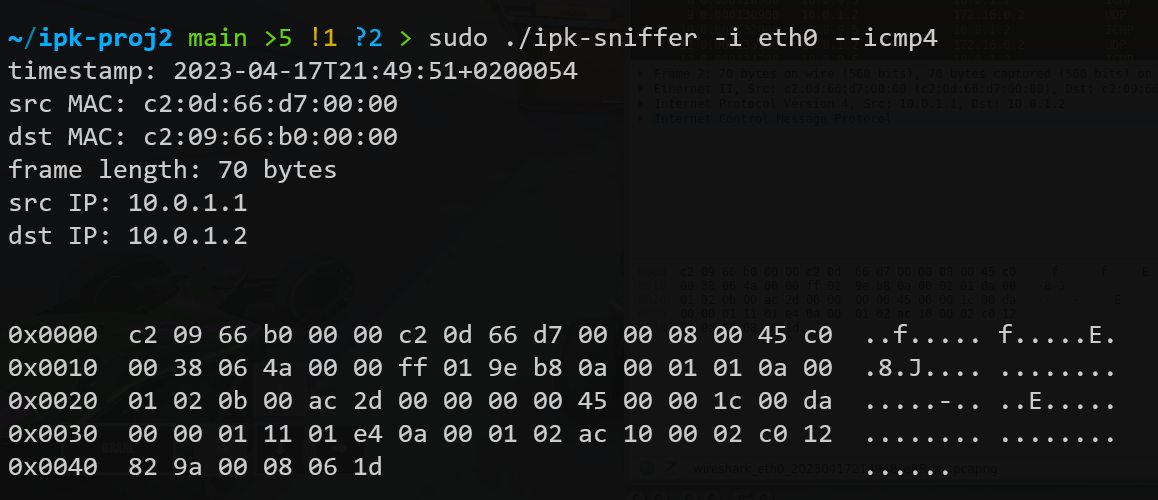 ~/ipk-proj2 main >5 !1 ?2 > sudo ./ipk-sniffer -i eth0 --icmp4
timestamp: 2023-04-17T21:49:51+0200054
src MAC: c2:0d:66:d7:00:00
dst MAC: c2:09:66:b0:00:00
frame length: 70 bytes
src IP: 10.0.1.1
dst IP: 10.0.1.2
0x0000  c2 09 66 b0 00 00 c2 0d 66 d7 00 00 08 00 45 c0  ..f..... f.....E.
0x0010  00 38 06 4a 00 00 ff 01 9e b8 0a 00 01 01 0a 00  .8.J.... ........
0x0020  01 02 0b 00 ac 2d 00 00 00 00 45 00 00 1c 00 da  .....-.. ..E.....
0x0030  00 00 01 11 01 e4 0a 00 01 02 ac 10 00 02 c0 12  ........ ........
0x0040  82 9a 00 08 06 1d  ......
Internet Control Message Protocol